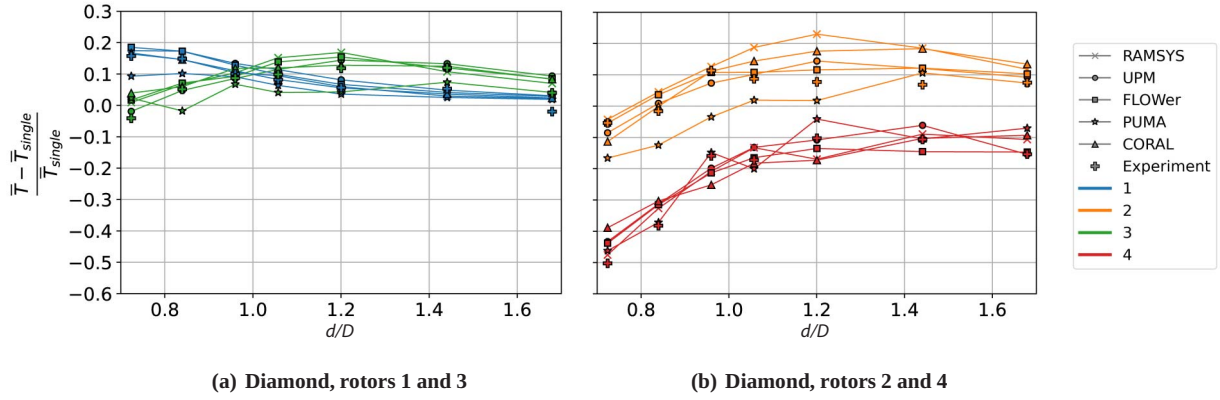 0.3
0.2
0.1
0.0
−0.1
−0.2
−0.3
−0.4
−0.5
−0.6
T̿ − T̿single
T̿single
0.8 1.0 1.2 1.4 1.6
d/D
0.8 1.0 1.2 1.4 1.6
d/D
RAMSYS
UPM
FLOWer
PUMA
CORAL
Experiment
1
2
3
4
(a) Diamond, rotors 1 and 3
(b) Diamond, rotors 2 and 4